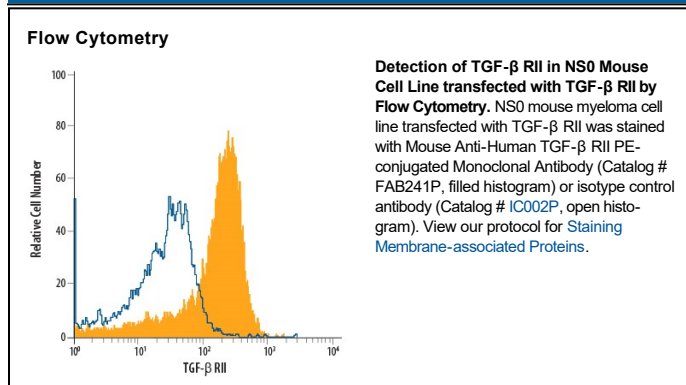 Flow Cytometry
100
80
60
40
20
0
Relative Cell Number
10⁰ 10¹ 10² 10³ 10⁴
TGF-β RII
Detection of TGF-β RII in NS0 Mouse
Cell Line transfected with TGF-β RII by
Flow Cytometry. NS0 mouse myeloma cell
line transfected with TGF-β RII was stained
with Mouse Anti-Human TGF-β RII PE-
conjugated Monoclonal Antibody (Catalog #
FAB241P, filled histogram) or isotype control
antibody (Catalog # IC002P, open histo-
gram). View our protocol for Staining
Membrane-associated Proteins.